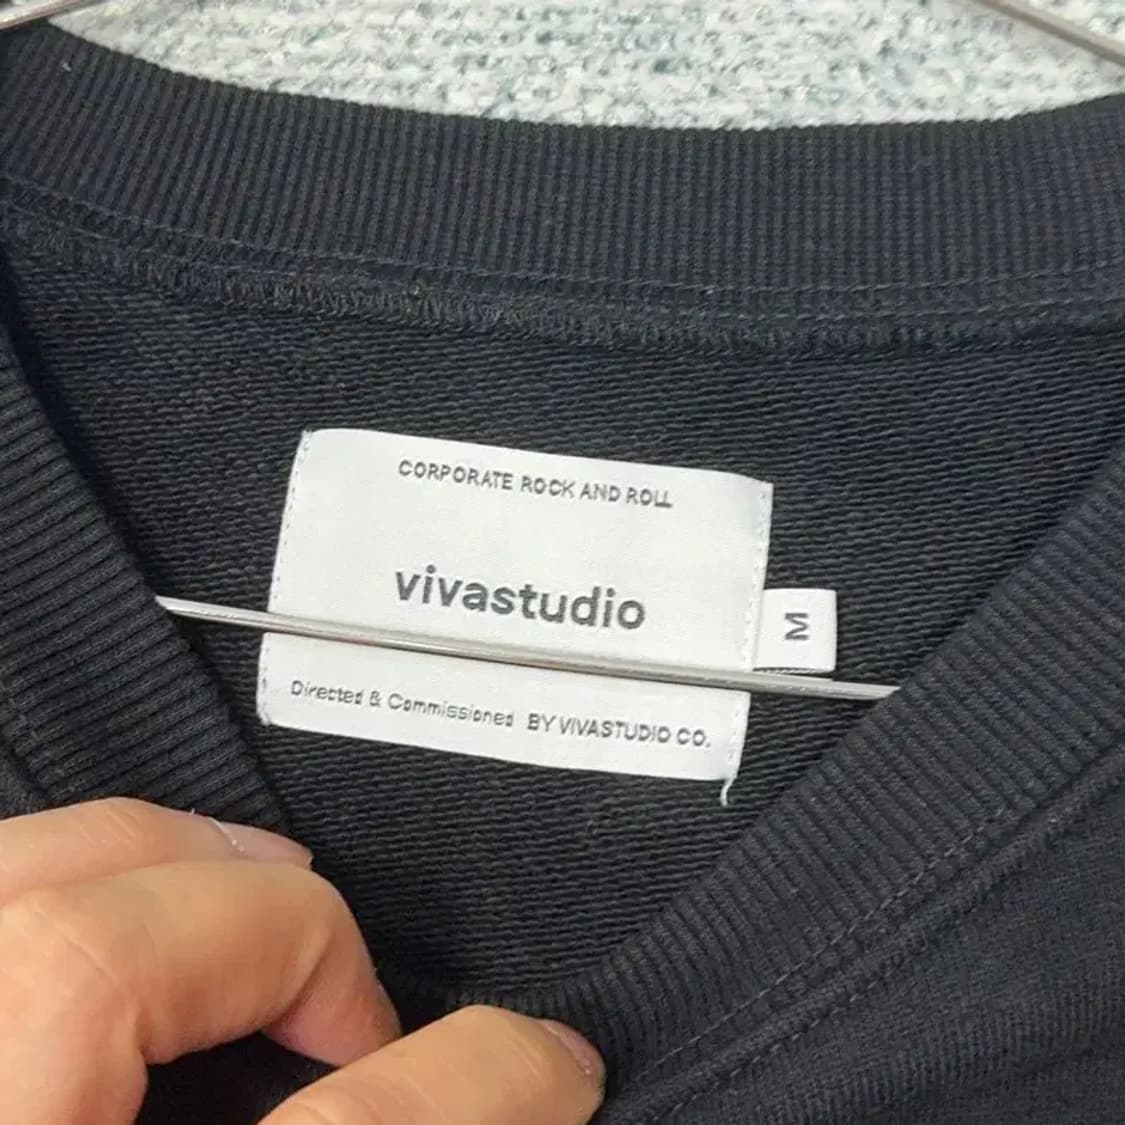 CORPORATE ROCK AND ROLL
vivastudio
M
Directed & Commissioned BY VIVASTUDIO CO.